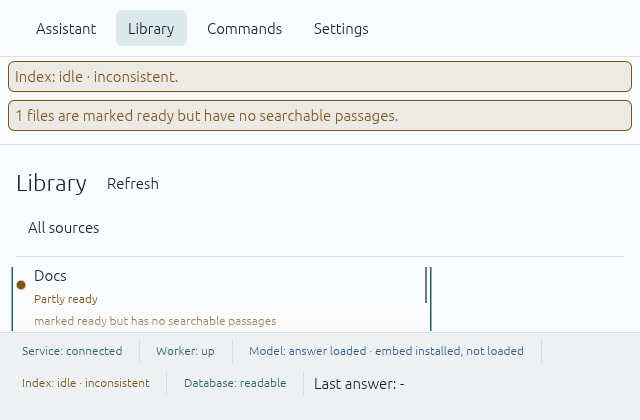 Assistant Library Commands Settings
Index: idle · inconsistent.
1 files are marked ready but have no searchable passages.
Library Refresh
All sources
Docs
Partly ready
marked ready but has no searchable passages
Service: connected Worker: up Model: answer loaded · embed installed, not loaded
Index: idle · inconsistent Database: readable Last answer: -